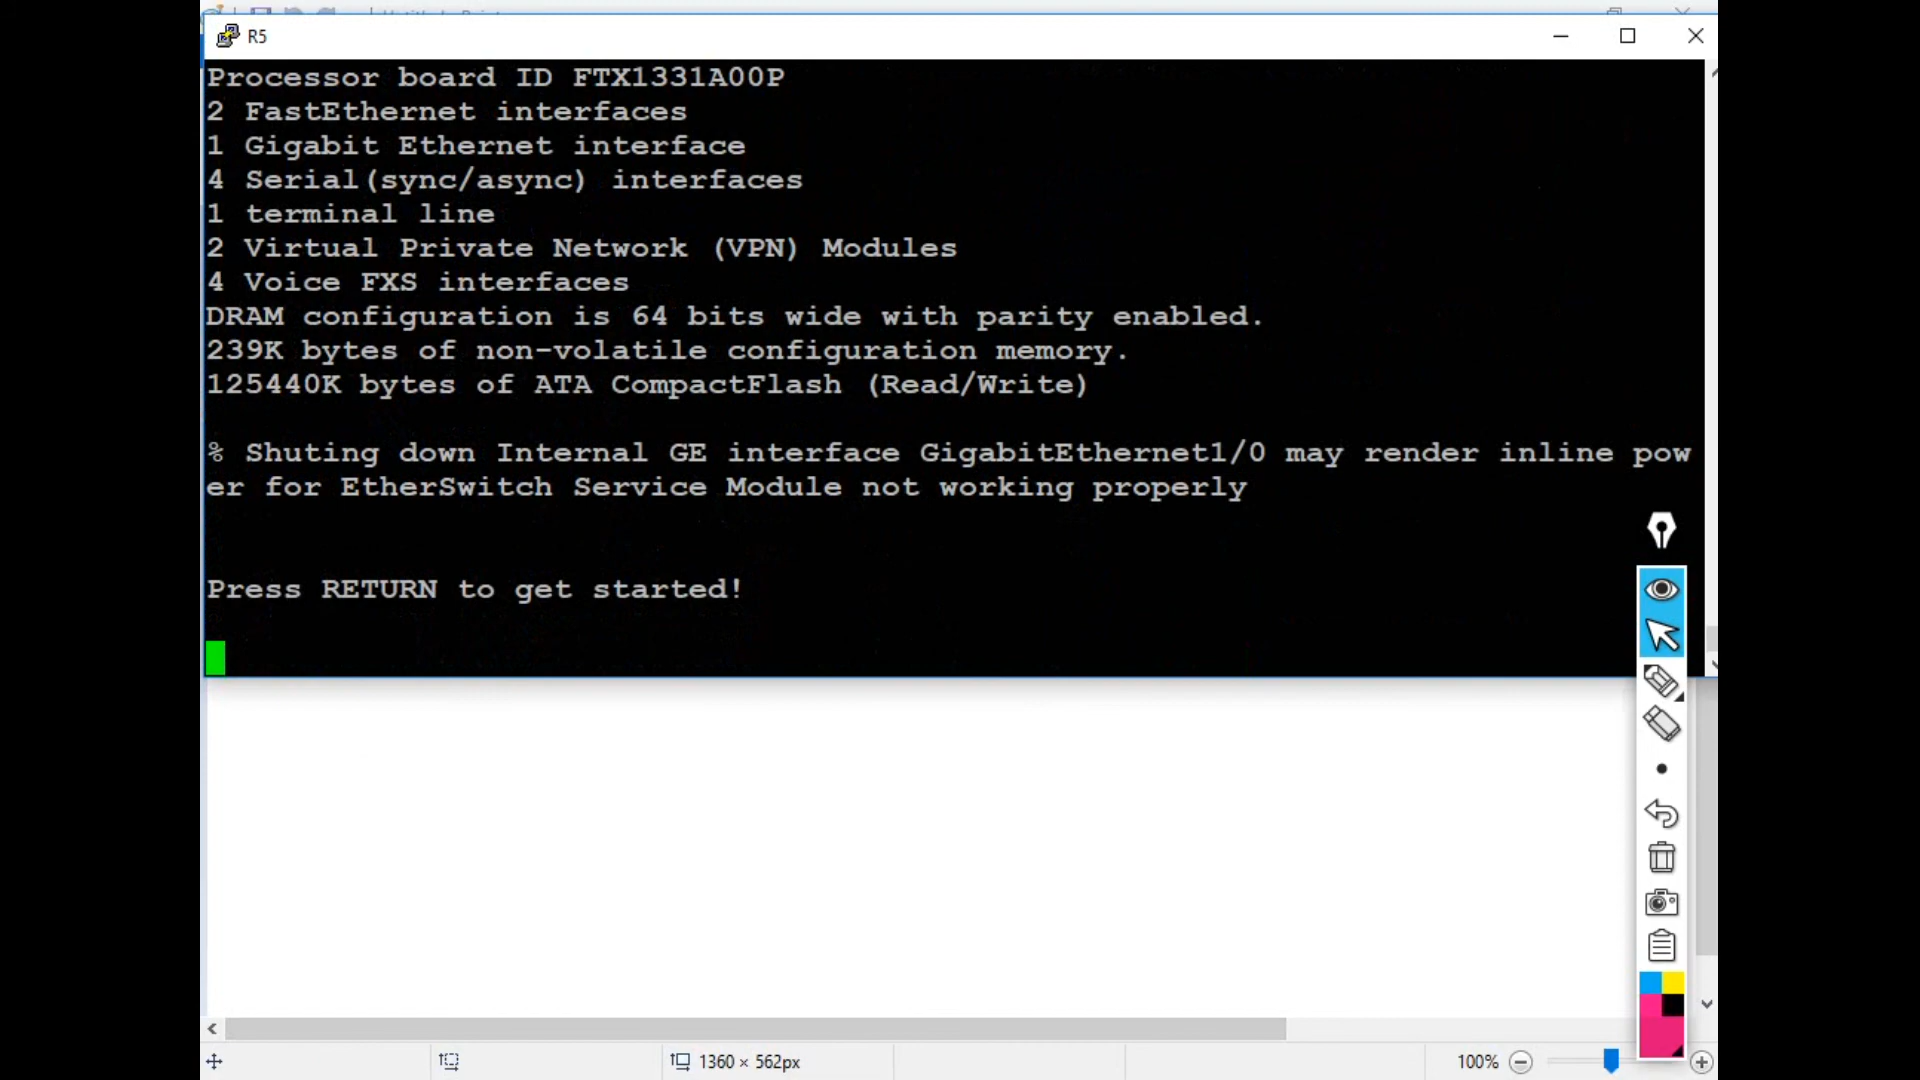 R5
Processor board ID FTX1331A00P
2 FastEthernet interfaces
1 Gigabit Ethernet interface
4 Serial(sync/async) interfaces
1 terminal line
2 Virtual Private Network (VPN) Modules
4 Voice FXS interfaces
DRAM configuration is 64 bits wide with parity enabled.
239K bytes of non-volatile configuration memory.
125440K bytes of ATA CompactFlash (Read/Write)
% Shuting down Internal GE interface GigabitEthernet1/0 may render inline pow
er for EtherSwitch Service Module not working properly
Press RETURN to get started!
1360 × 562px
100%